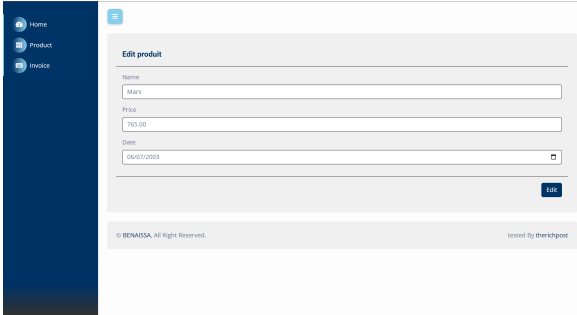 Home
Product
Invoice
Edit produit
Name
Mars
Price
765.00
Date
06/07/2003
Edit
© BENAISSA, All Right Reserved.
tested By therichpost